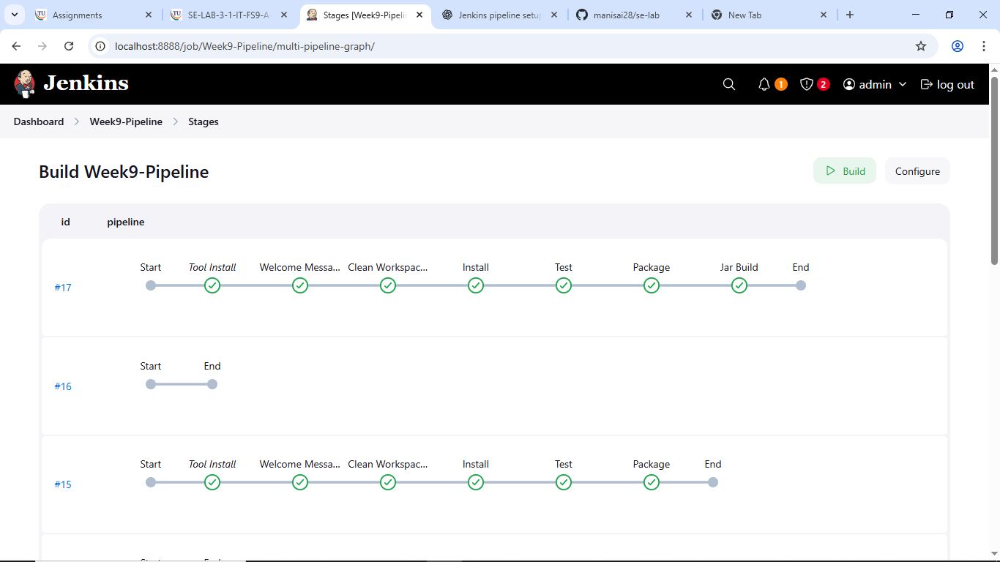 Assignments
SE-LAB-3-1-IT-FS9-A-
Stages [Week9-Pipelin
Jenkins pipeline setup
manisai28/se-lab
New Tab
localhost:8888/job/Week9-Pipeline/multi-pipeline-graph/
Jenkins
1
2
admin
log out
Dashboard
Week9-Pipeline
Stages
Build Week9-Pipeline
Build
Configure
id
pipeline
#17
Start
Tool Install
Welcome Messa...
Clean Workspac...
Install
Test
Package
Jar Build
End
#16
Start
End
#15
Start
Tool Install
Welcome Messa...
Clean Workspac...
Install
Test
Package
End